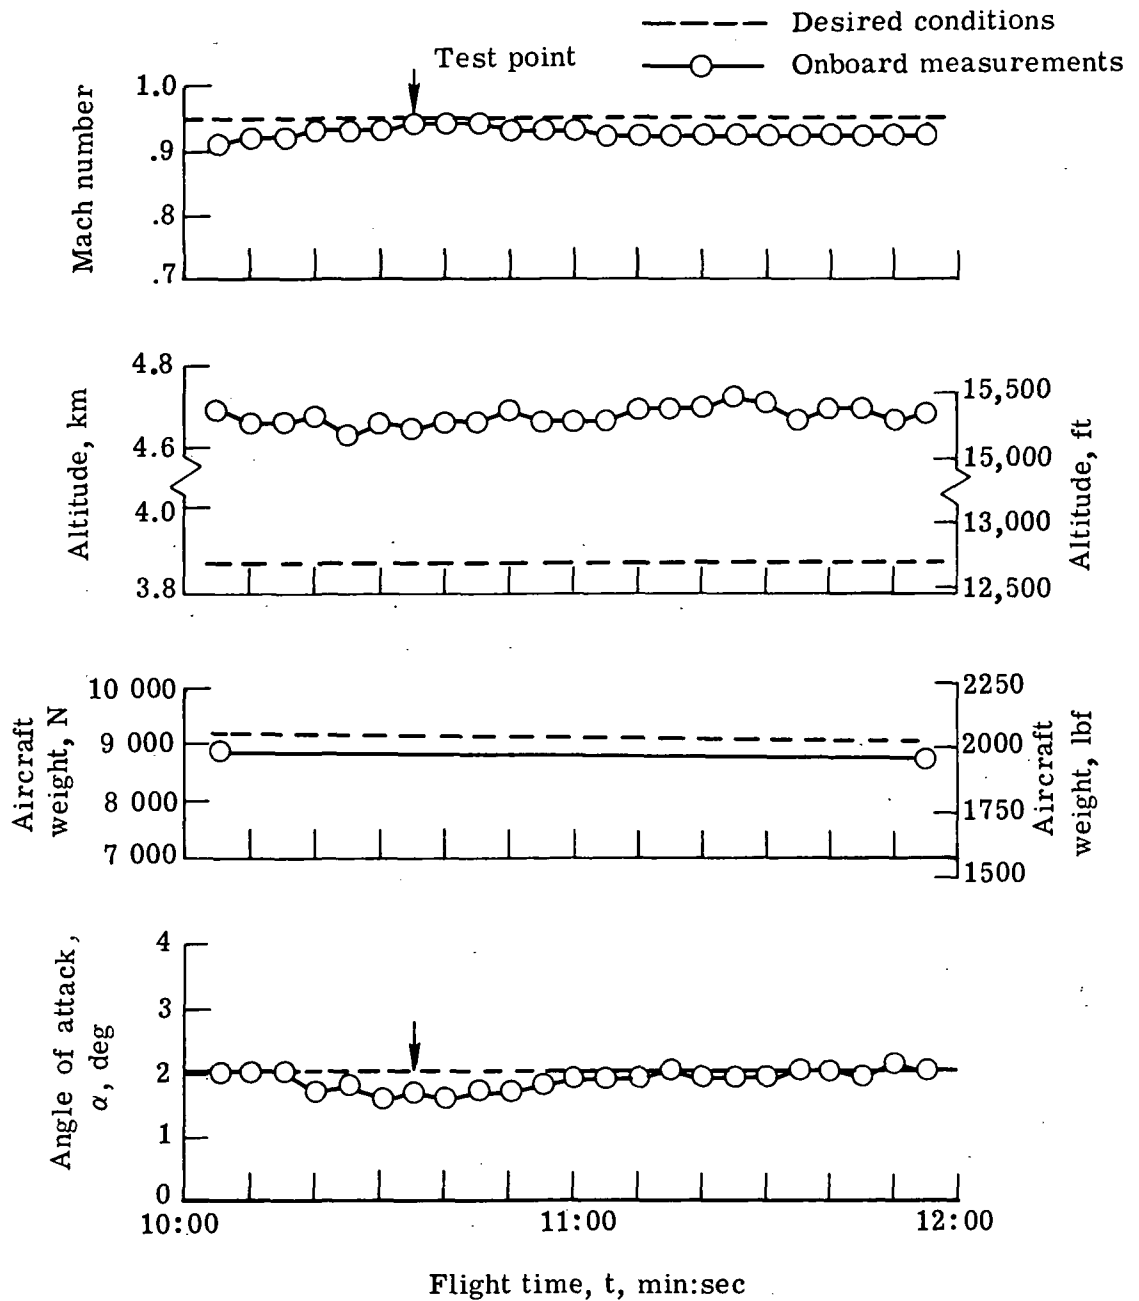 Desired conditions
Test point
Onboard measurements
Mach number
1.0
.9
.8
.7
Altitude, km
4.8
4.6
4.0
3.8
15,500
15,000
13,000
12,500
Altitude, ft
Aircraft
weight, N
10 000
9 000
8 000
7 000
2250
2000
1750
1500
Aircraft
weight, lbf
Angle of attack,
α, deg
4
3
2
1
0
10:00
11:00
12:00
Flight time, t, min:sec